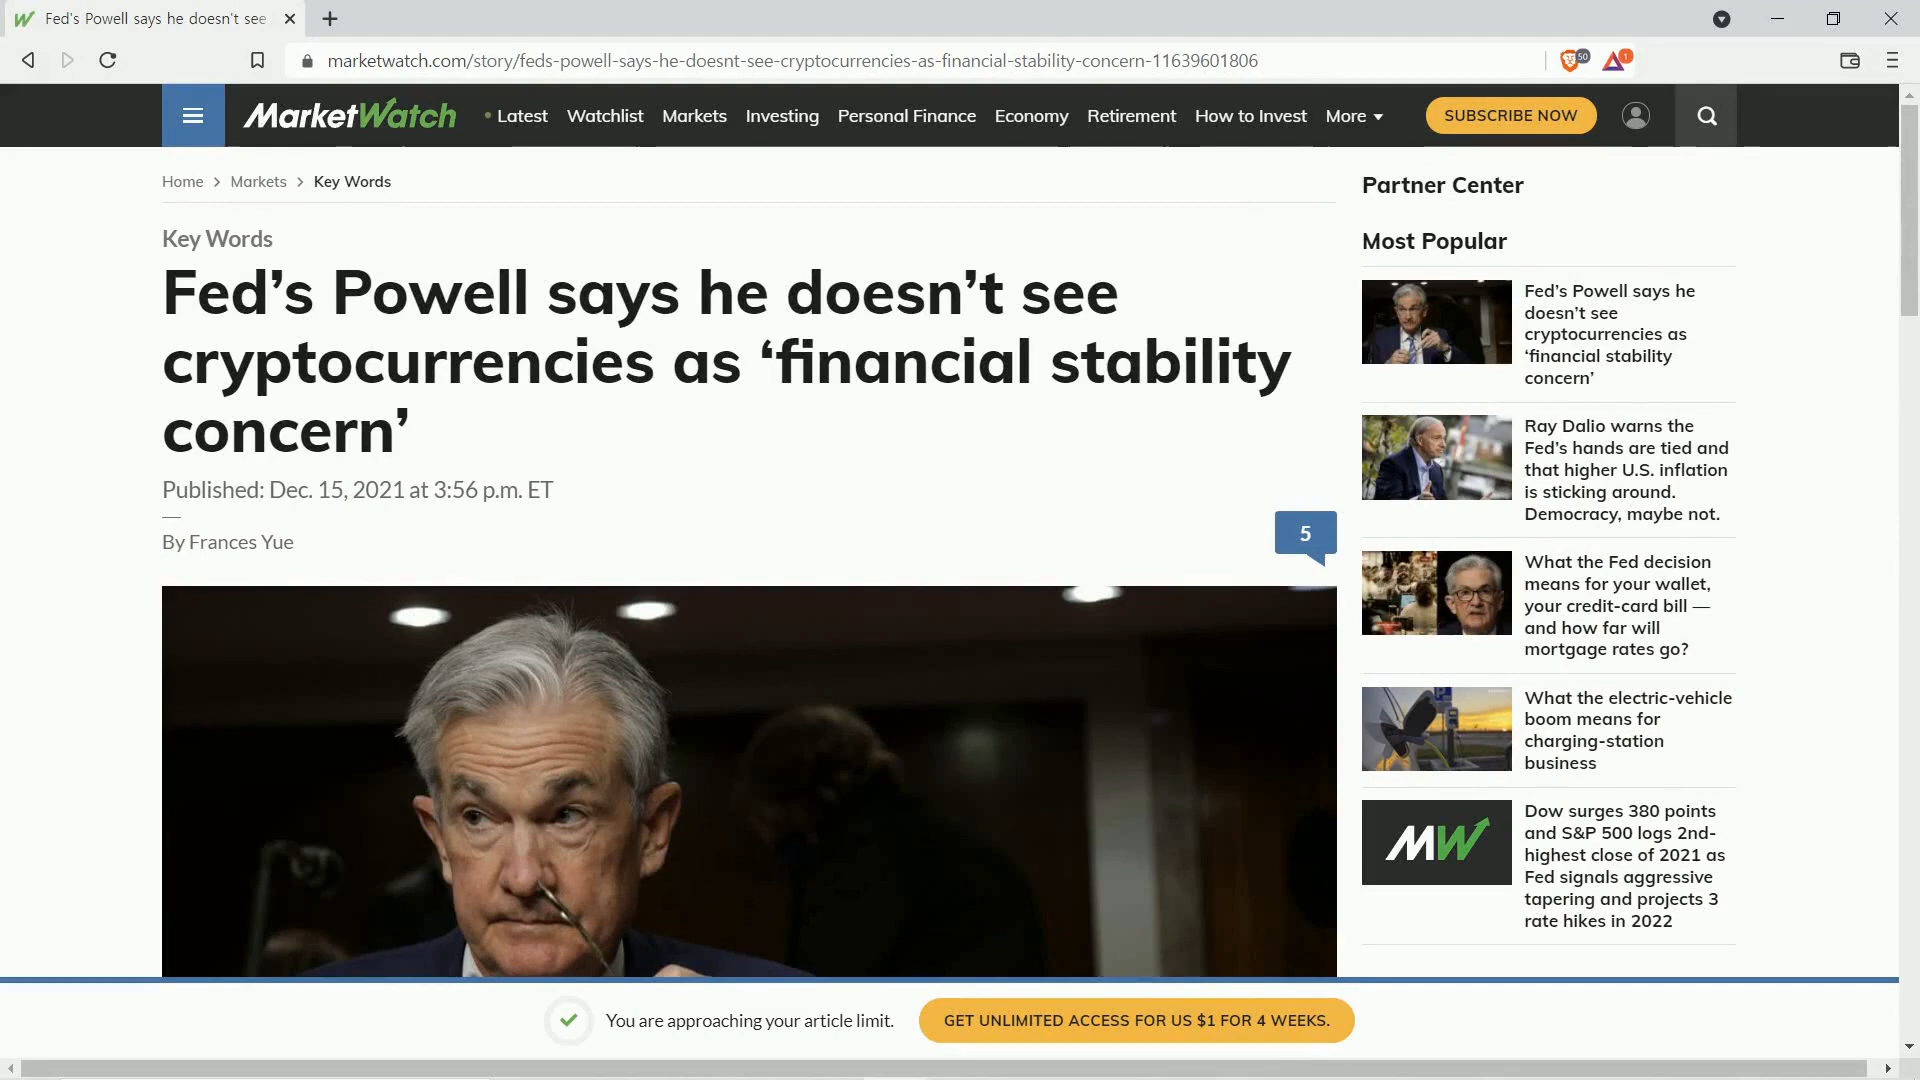 Fed's Powell says he doesn't see
marketwatch.com/story/feds-powell-says-he-doesnt-see-cryptocurrencies-as-financial-stability-concern-11639601806
50
1
MarketWatch
• Latest Watchlist Markets Investing Personal Finance Economy Retirement How to Invest More
SUBSCRIBE NOW
Home > Markets > Key Words
Key Words
Fed’s Powell says he doesn’t see
cryptocurrencies as ‘financial stability
concern’
Published: Dec. 15, 2021 at 3:56 p.m. ET
By Frances Yue
5
Partner Center
Most Popular
Fed’s Powell says he
doesn’t see
cryptocurrencies as
‘financial stability
concern’
Ray Dalio warns the
Fed’s hands are tied and
that higher U.S. inflation
is sticking around.
Democracy, maybe not.
What the Fed decision
means for your wallet,
your credit-card bill —
and how far will
mortgage rates go?
What the electric-vehicle
boom means for
charging-station
business
MW
Dow surges 380 points
and S&P 500 logs 2nd-
highest close of 2021 as
Fed signals aggressive
tapering and projects 3
rate hikes in 2022
You are approaching your article limit.
GET UNLIMITED ACCESS FOR US $1 FOR 4 WEEKS.